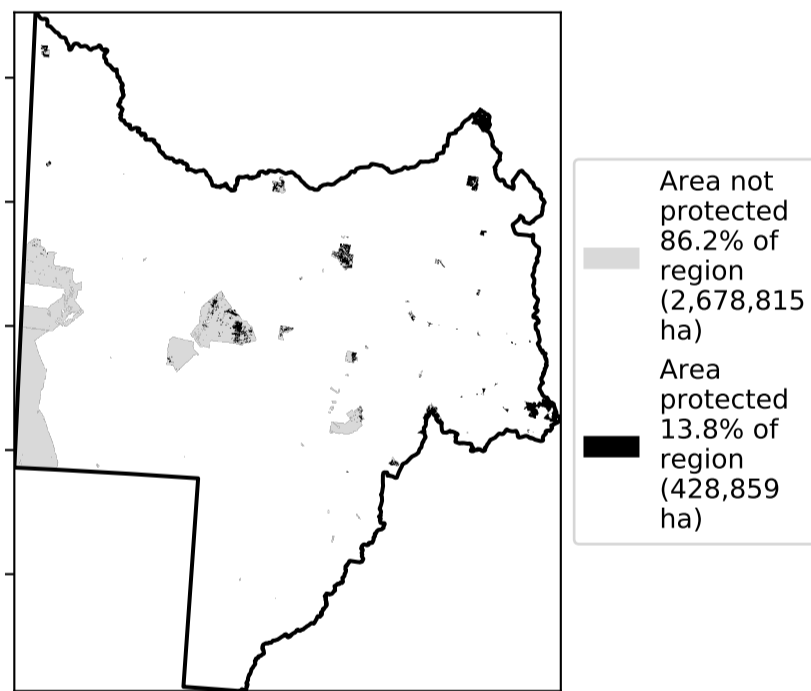 Area not
protected
86.2% of
region
(2,678,815
ha)
Area
protected
13.8% of
region
(428,859
ha)